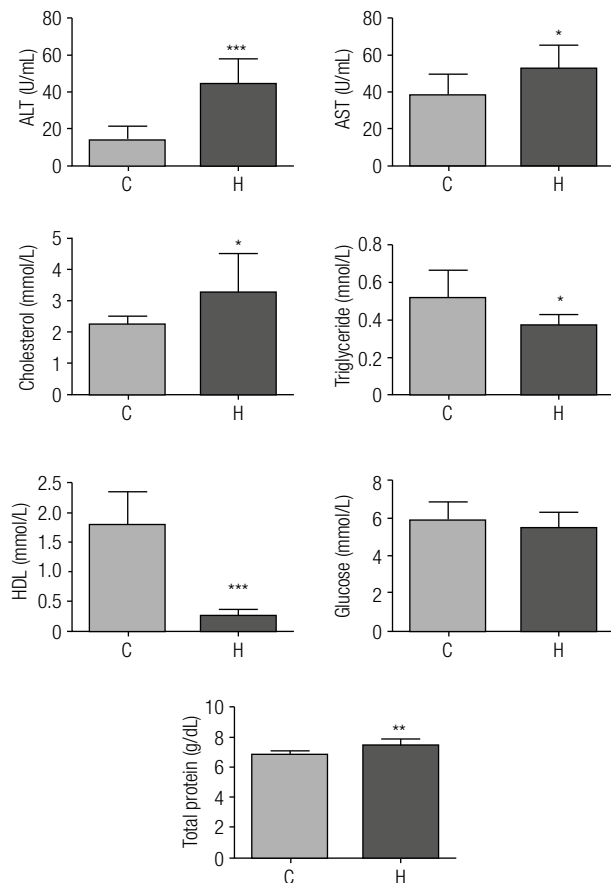 ALT (U/mL)
80
60
40
20
0
***
C
H
AST (U/mL)
80
60
40
20
0
*
C
H
Cholesterol (mmol/L)
5
4
3
2
1
0
*
C
H
Triglyceride (mnol/L)
0.8
0.6
0.4
0.2
0
*
C
H
HDL (mmol/L)
2.5
2.0
1.5
1.0
0.5
0
***
C
H
Glucose (mmol/L)
8
6
4
2
0
C
H
Total protein (g/dL)
10
8
6
4
2
0
**
C
H